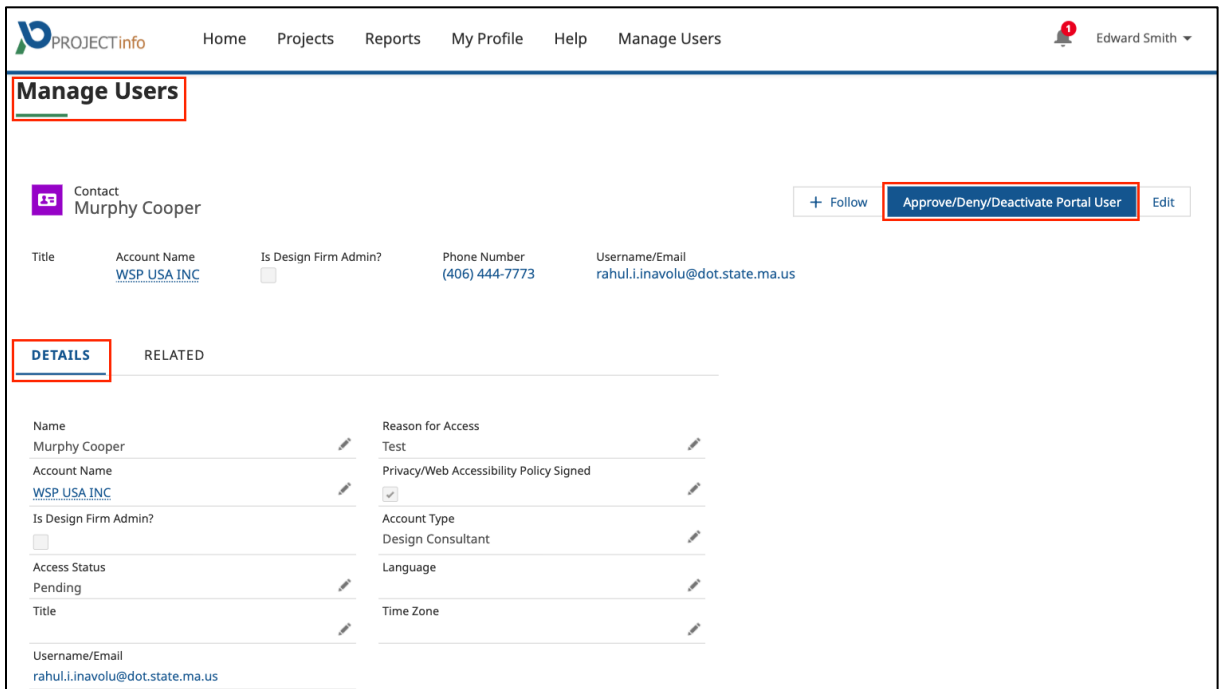 PROJECTinfo Home Projects Reports My Profile Help Manage Users 1 Edward Smith
Manage Users
Contact
Murphy Cooper
+ Follow Approve/Deny/Deactivate Portal User Edit
Title Account Name Is Design Firm Admin? Phone Number Username/Email
WSP USA INC (406) 444-7773 rahul.i.inavolu@dot.state.ma.us
DETAILS RELATED
Name Reason for Access
Murphy Cooper Test
Account Name Privacy/Web Accessibility Policy Signed
WSP USA INC
Is Design Firm Admin? Account Type
Design Consultant
Access Status Language
Pending
Title Time Zone
Username/Email
rahul.i.inavolu@dot.state.ma.us